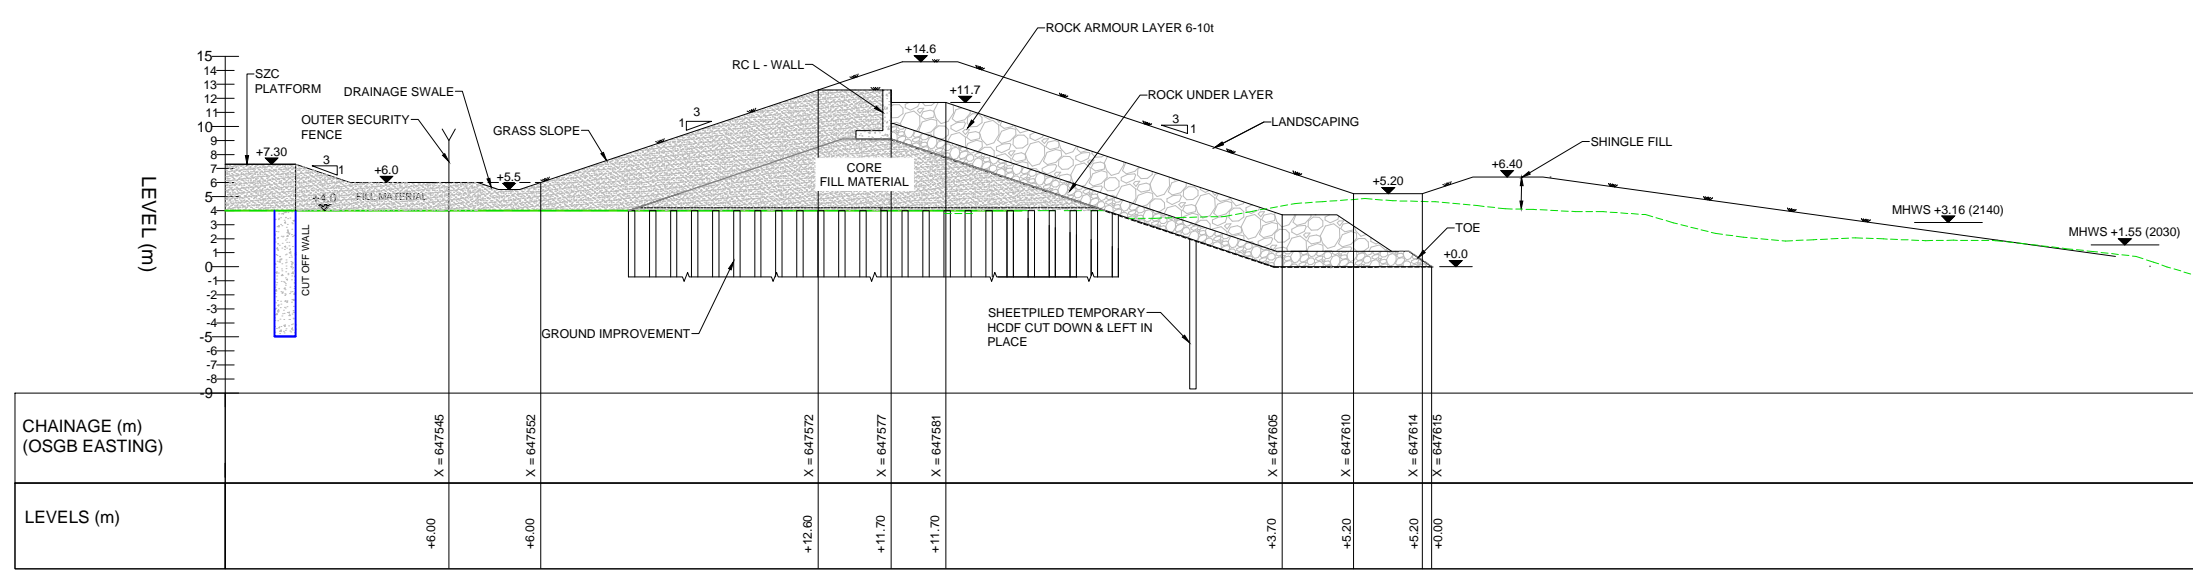 ROCK ARMOUR LAYER 6-10t
+14.6
RC L - WALL
SZC
PLATFORM
DRAINAGE SWALE
ROCK UNDER LAYER
+11.7
OUTER SECURITY
FENCE
GRASS SLOPE
3
1
3
1
LANDSCAPING
SHINGLE FILL
+7.30
3
1
+6.0
+5.5
CORE
FILL MATERIAL
+6.40
+5.20
+4.0
FILL MATERIAL
MHWS +3.16 (2140)
MHWS +1.55 (2030)
TOE
+0.0
CUT OFF WALL
GROUND IMPROVEMENT
SHEETPILED TEMPORARY
HCDF CUT DOWN & LEFT IN
PLACE
LEVEL (m)
15
14
13
12
11
10
9
8
7
6
5
4
3
2
1
0
-1
-2
-3
-4
-5
-6
-7
-8
-9
CHAINAGE (m)
(OSGB EASTING)
X = 647545
X = 647552
X = 647572
X = 647577
X = 647581
X = 647605
X = 647610
X = 647614
X = 647615
LEVELS (m)
+6.00
+6.00
+12.60
+11.70
+11.70
+3.70
+5.20
+5.20
+0.00